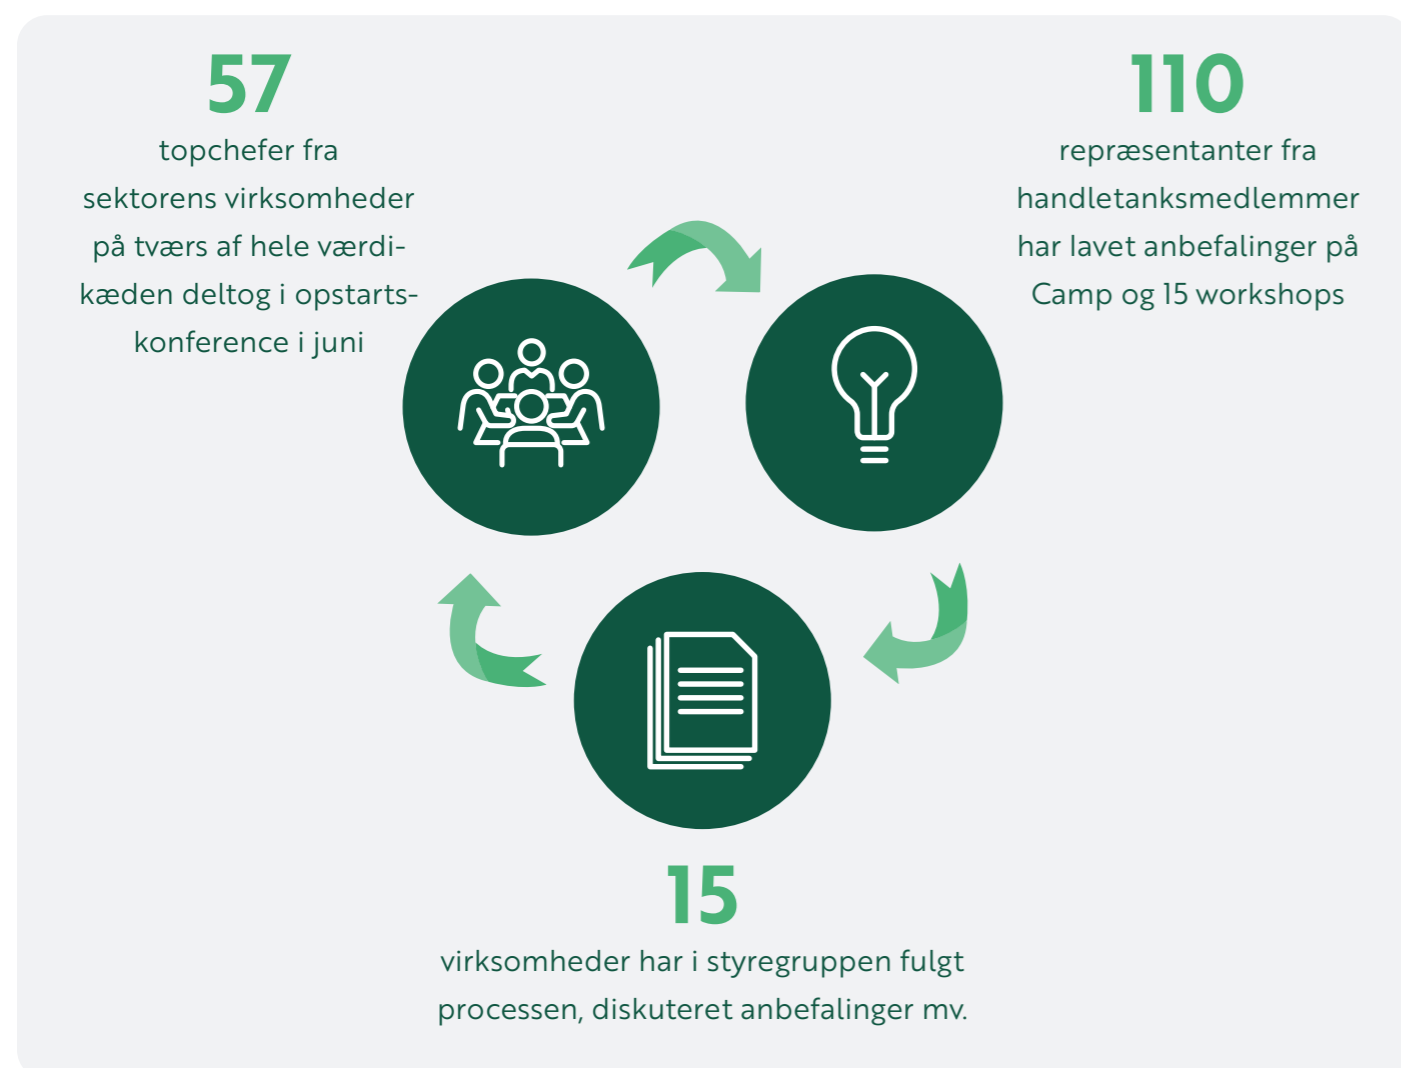 57
topchefer fra
sektorens virksomheder
på tværs af hele værdi-
kæden deltog i opstarts-
konference i juni
110
repræsentanter fra
handletanksmedlemmer
har lavet anbefalinger på
Camp og 15 workshops
15
virksomheder har i styregruppen fulgt
processen, diskuteret anbefalinger mv.